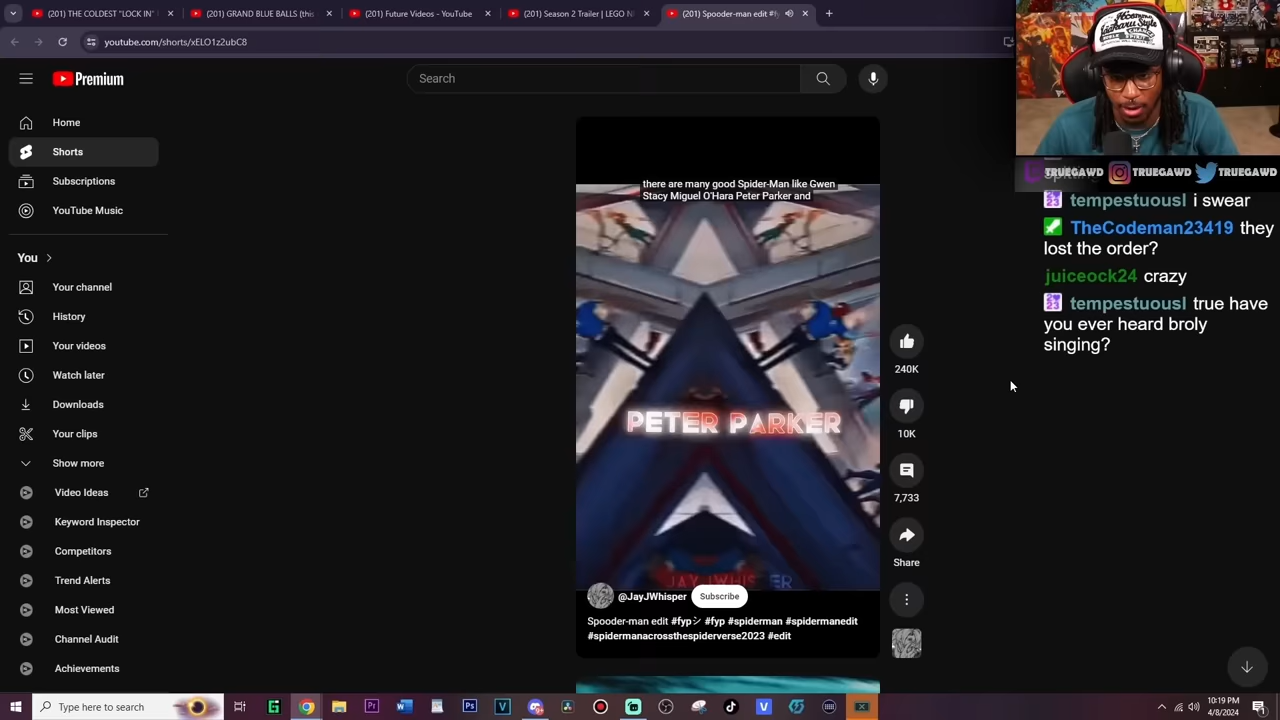 (201) THE COLDEST "LOCK IN"
(201) GRAND BLUE BALLS (this
(201) Future Videos - YouTube
(201) Season 2 Trailer | LEGO N
(201) Spooder-man edit #f
youtube.com/shorts/xELO1z2ubC8
Premium
Search
Home
Shorts
Subscriptions
YouTube Music
You
Your channel
History
Your videos
Watch later
Downloads
Your clips
Show more
Video Ideas
Keyword Inspector
Competitors
Trend Alerts
Most Viewed
Channel Audit
Achievements
there are many good Spider-Man like Gwen
Stacy Miguel O'Hara Peter Parker and
PETER PARKER
@JayJWhisper
Subscribe
Spooder-man edit #fypシ #fyp #spiderman #spidermanedit
#spidermanacrossthespiderverse2023 #edit
240K
10K
7,733
Share
TRUEGAWD
TRUEGAWD
TRUEGAWD
tempestuousl i swear
TheCodeman23419 they
lost the order?
juiceock24 crazy
tempestuousl true have
you ever heard broly
singing?
Type here to search
10:19 PM
4/8/2024